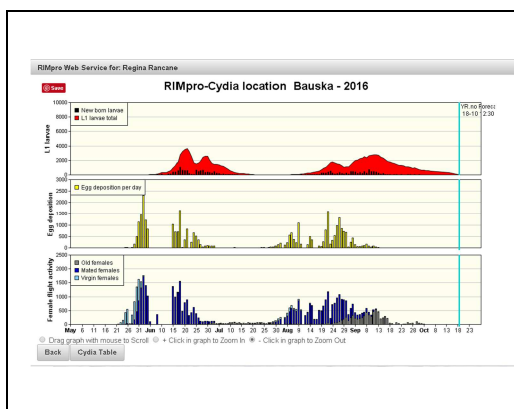 RIMpro Web Service for: Regina Rancane
Save
RIMpro-Cydia location Bauska - 2016
YR.no Foreca
18-10 12:30
L1 larvae
10000
8000
6000
4000
2000
0
New born larvae
L1 larvae total
Egg deposition
3000
2500
2000
1500
1000
500
0
Egg deposition per day
Female flight activity
2500
2000
1500
1000
500
0
Old females
Mated females
Virgin females
May 6 11 16 21 26 31 Jun 10 15 20 25 30 Jul 10 15 20 25 30 Aug 8 14 19 24 29 Sep 8 13 18 23 28 Oct 8 13 18 23
Drag graph with mouse to Scroll + Click in graph to Zoom In - Click in graph to Zoom Out
Back Cydia Table